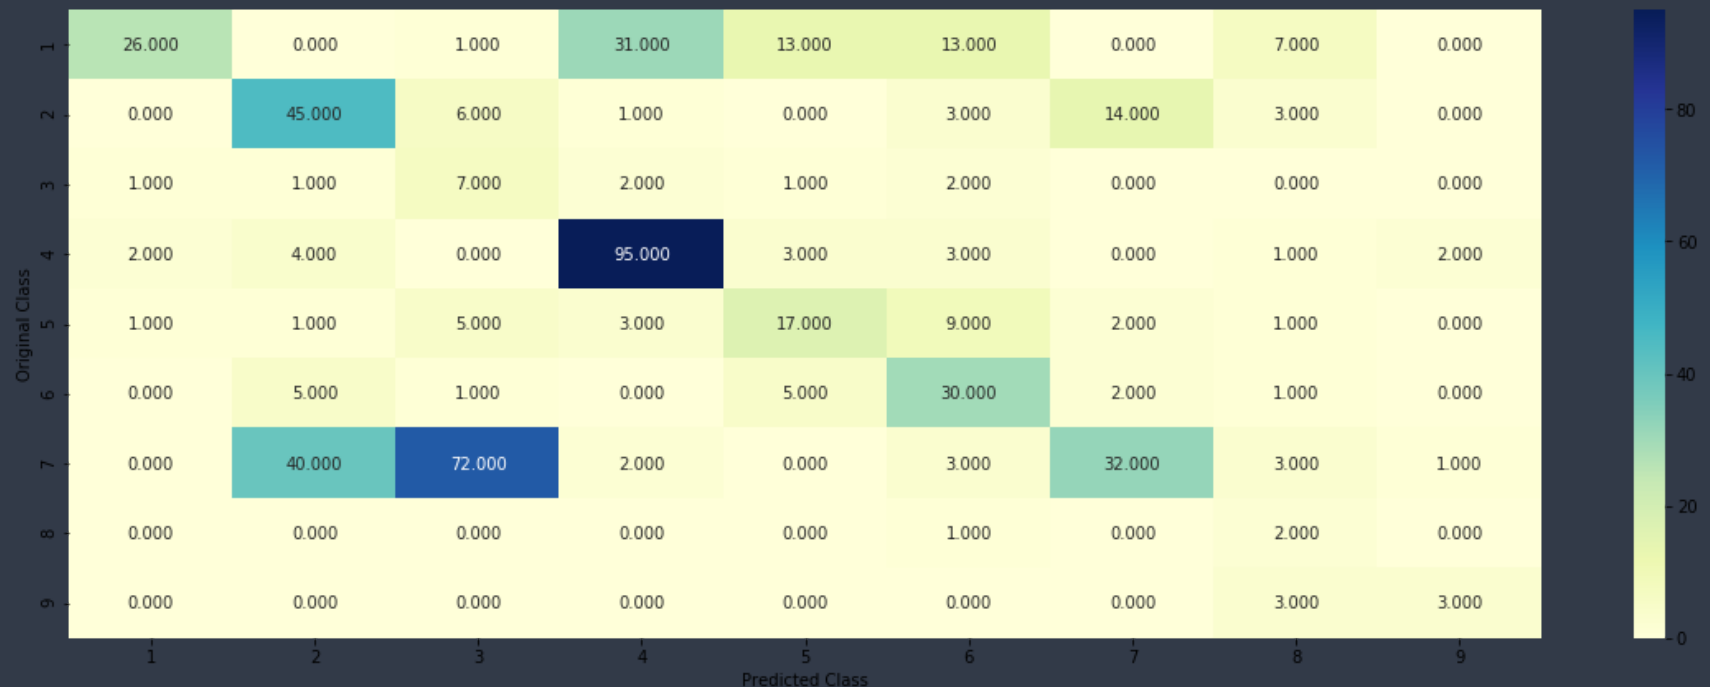 1 26.000 0.000 1.000 31.000 13.000 13.000 0.000 7.000 0.000
2 0.000 45.000 6.000 1.000 0.000 3.000 14.000 3.000 0.000
3 1.000 1.000 7.000 2.000 1.000 2.000 0.000 0.000 0.000
4 2.000 4.000 0.000 95.000 3.000 3.000 0.000 1.000 2.000
5 1.000 1.000 5.000 3.000 17.000 9.000 2.000 1.000 0.000
6 0.000 5.000 1.000 0.000 5.000 30.000 2.000 1.000 0.000
7 0.000 40.000 72.000 2.000 0.000 3.000 32.000 3.000 1.000
8 0.000 0.000 0.000 0.000 0.000 1.000 0.000 2.000 0.000
9 0.000 0.000 0.000 0.000 0.000 0.000 0.000 3.000 3.000
1 2 3 4 5 6 7 8 9
Predicted Class
Original Class
80
60
40
20
0